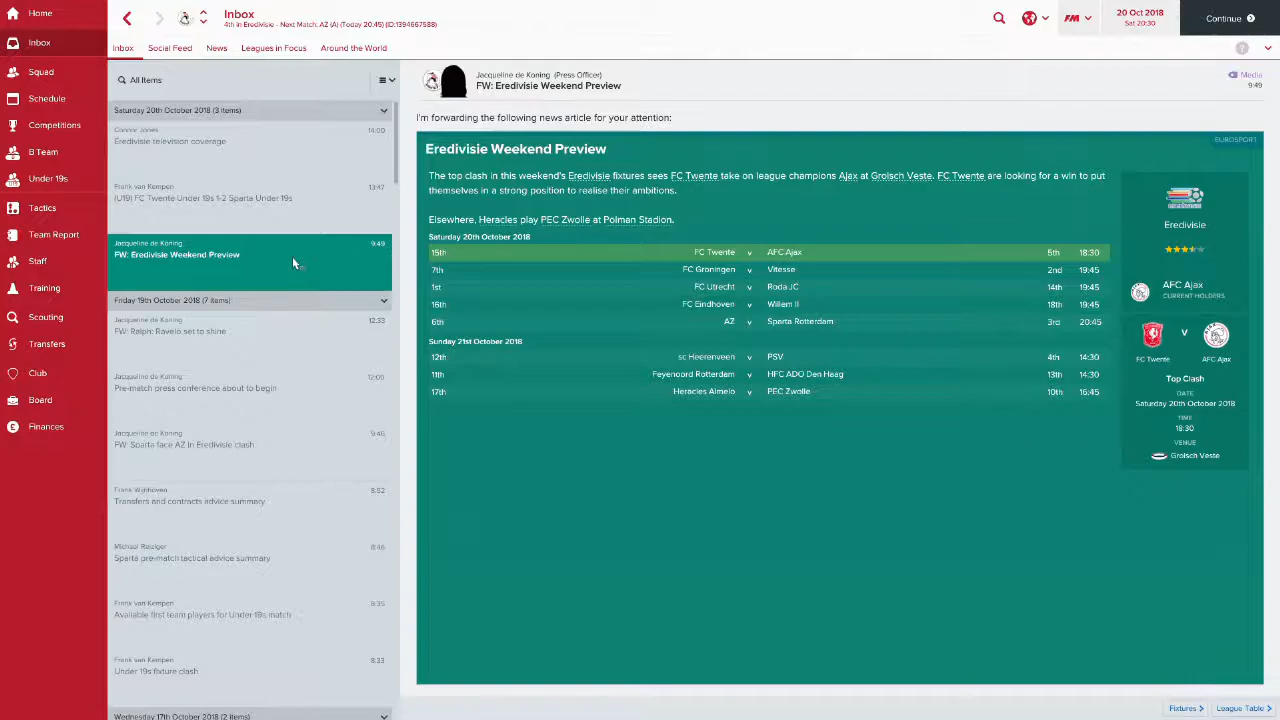 Home
Inbox
Squad
Schedule
Competitions
B Team
Under 19s
Tactics
Team Report
Staff
Training
Scouting
Transfers
Club
Board
Finances
Inbox
4th in Eredivisie - Next Match: AZ (A) (Today 20.45) (ID:1394667588)
FM
20 Oct 2018
Sat 20:30
Continue
Inbox Social Feed News Leagues in Focus Around the World
All Items
Saturday 20th October 2018 (3 items)
Connor Jones 14:00
Eredivisie television coverage
Frank van Kempen 13:47
(U19) FC Twente Under 19s 1-2 Sparta Under 19s
Jacqueline de Koning 9:49
FW: Eredivisie Weekend Preview
Friday 19th October 2018 (7 items)
Jacqueline de Koning 12:33
FW: Ralph: Ravelo set to shine
Jacqueline de Koning 12:00
Pre-match press conference about to begin
Jacqueline de Koning 9:46
FW: Sparta face AZ in Eredivisie clash
Frank Wijnhoven 8:52
Transfers and contracts advice summary
Michael Reiziger 8:46
Sparta pre-match tactical advice summary
Frank van Kempen 8:35
Available first team players for Under 19s match
Frank van Kempen 8:33
Under 19s fixture clash
Wednesday 17th October 2018 (2 items)
Jacqueline de Koning (Press Officer)
FW: Eredivisie Weekend Preview
Media
9:49
I'm forwarding the following news article for your attention:
EUROSPORT
Eredivisie Weekend Preview
The top clash in this weekend's Eredivisie fixtures sees FC Twente take on league champions Ajax at Grolsch Veste. FC Twente are looking for a win to put
themselves in a strong position to realise their ambitions.
Elsewhere, Heracles play PEC Zwolle at Polman Stadion.
Saturday 20th October 2018
15th FC Twente v AFC Ajax 5th 18:30
7th FC Groningen v Vitesse 2nd 19:45
1st FC Utrecht v Roda JC 14th 19:45
16th FC Eindhoven v Willem II 18th 19:45
6th AZ v Sparta Rotterdam 3rd 20:45
Sunday 21st October 2018
12th sc Heerenveen v PSV 4th 14:30
11th Feyenoord Rotterdam v HFC ADO Den Haag 13th 14:30
17th Heracles Almelo v PEC Zwolle 10th 16:45
EREDIVISIE
Eredivisie
AFC Ajax
CURRENT HOLDERS
V
FC Twente AFC Ajax
Top Clash
DATE
Saturday 20th October 2018
TIME
18:30
VENUE
Grolsch Veste
Fixtures
League Table